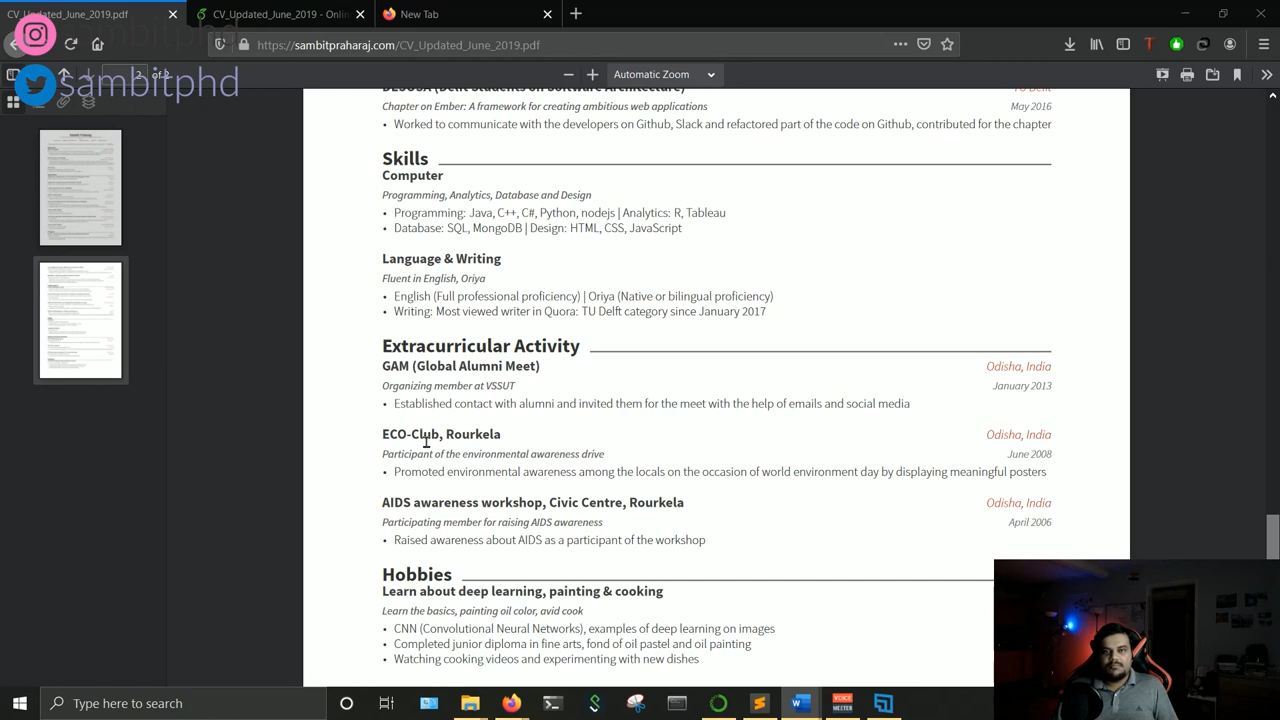 CV_Updated_June_2019.pdf
CV_Updated_June_2019 - Onlin
New Tab
https://sambitpraharaj.com/CV_Updated_June_2019.pdf
sambitphd
Automatic Zoom
DESOSA (Delft Students on Software Architecture)
TU Delft
Chapter on Ember: A framework for creating ambitious web applications
May 2016
• Worked to communicate with the developers on Github, Slack and refactored part of the code on Github, contributed for the chapter
Skills
Computer
Programming, Analytics, Database and Design
• Programming: Java, C++, C#, Python, nodejs | Analytics: R, Tableau
• Database: SQL, MongoDB | Design: HTML, CSS, JavaScript
Language & Writing
Fluent in English, Oriya
• English (Full professional proficiency) | Oriya (Native or bilingual proficiency)
• Writing: Most viewed writer in Quora: TU Delft category since January 2017
Extracurricular Activity
GAM (Global Alumni Meet)
Odisha, India
Organizing member at VSSUT
January 2013
• Established contact with alumni and invited them for the meet with the help of emails and social media
ECO-Club, Rourkela
Odisha, India
Participant of the environmental awareness drive
June 2008
• Promoted environmental awareness among the locals on the occasion of world environment day by displaying meaningful posters
AIDS awareness workshop, Civic Centre, Rourkela
Odisha, India
Participating member for raising AIDS awareness
April 2006
• Raised awareness about AIDS as a participant of the workshop
Hobbies
Learn about deep learning, painting & cooking
Learn the basics, painting oil color, avid cook
• CNN (Convolutional Neural Networks), examples of deep learning on images
• Completed junior diploma in fine arts, fond of oil pastel and oil painting
• Watching cooking videos and experimenting with new dishes
Type here to search
VOICE
MEETER